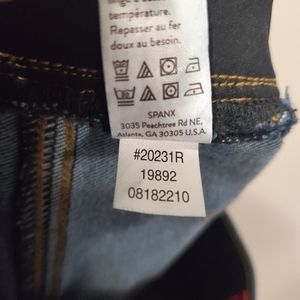 température.
Repasser au fer
doux au besoin.
SPANX
3035 Peachtree Rd NE,
Atlanta, GA 30305 U.S.A.
#20231R
19892
08182210